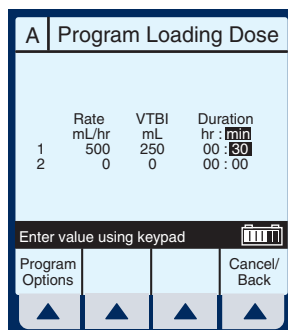 A Program Loading Dose
Rate VTBI Duration
mL/hr mL hr : min
1 500 250 00 : 30
2 0 0 00 : 00
Enter value using keypad
Program Cancel/
Options Back